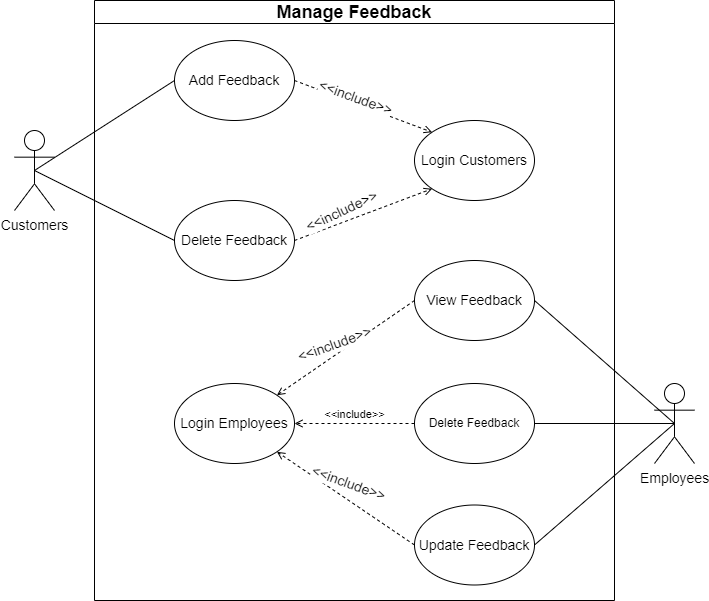 Manage Feedback
Add Feedback
<<include>>
Login Customers
Customers
Delete Feedback
<<include>>
View Feedback
<<include>>
Login Employees
<<include>>
Delete Feedback
Employees
<<include>>
Update Feedback